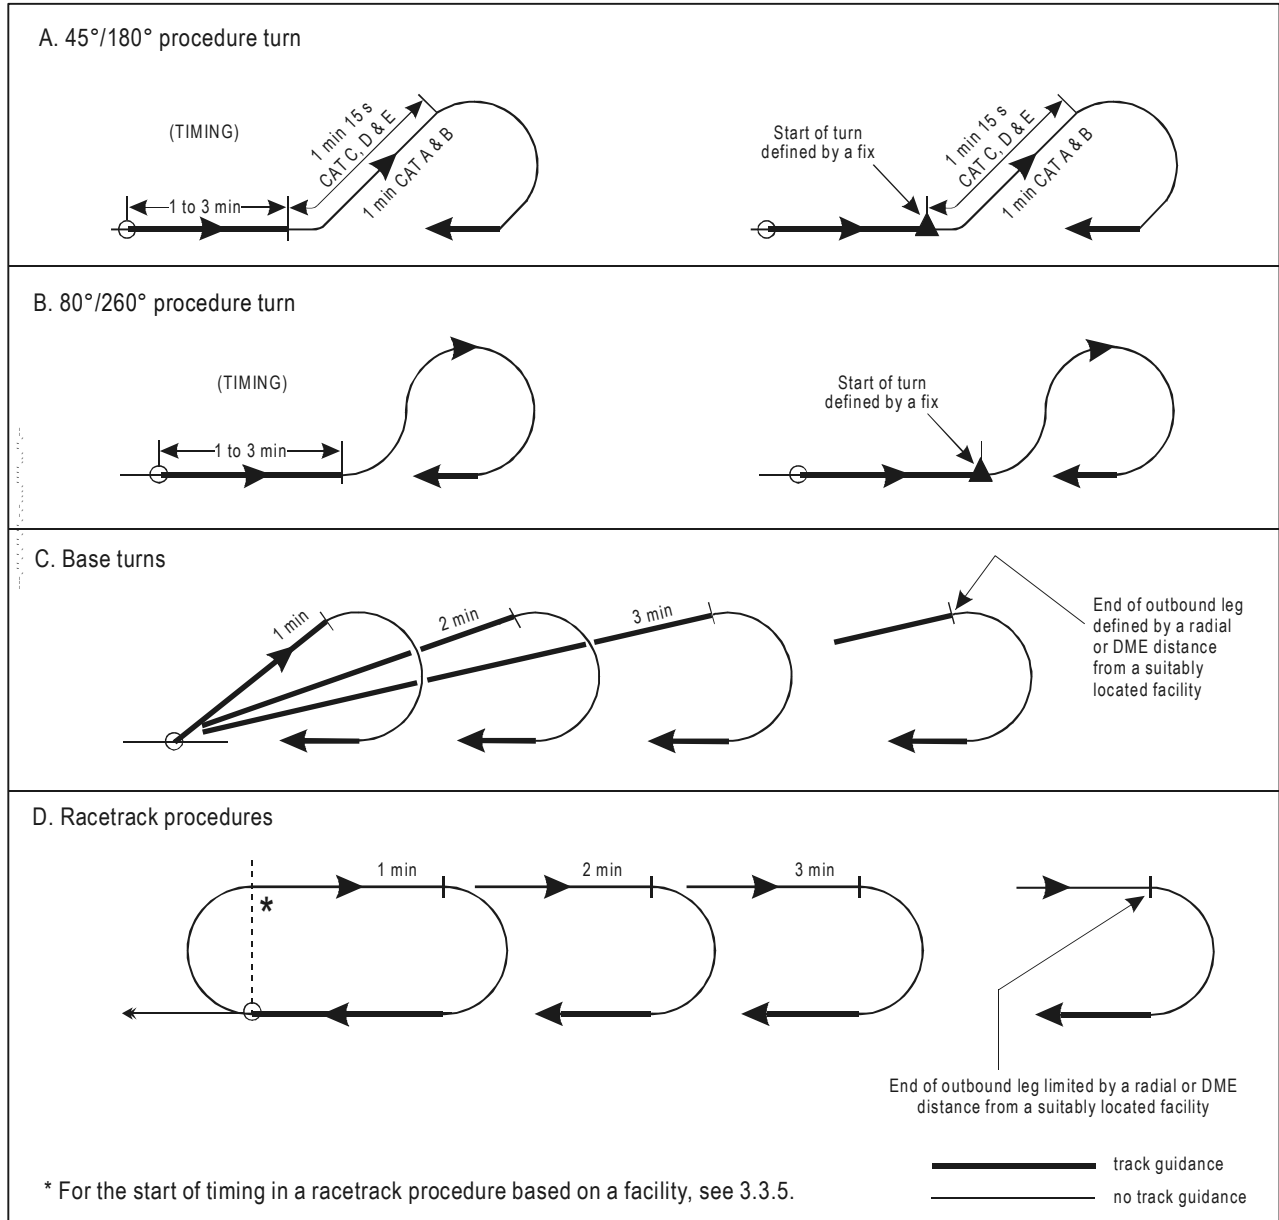 A. 45°/180° procedure turn
(TIMING)
1 to 3 min
1 min 15 s
CAT C, D & E
1 min CAT A & B
Start of turn
defined by a fix
1 min 15 s
CAT C, D & E
1 min CAT A & B
B. 80°/260° procedure turn
(TIMING)
1 to 3 min
Start of turn
defined by a fix
C. Base turns
1 min
2 min
3 min
End of outbound leg
defined by a radial
or DME distance
from a suitably
located facility
D. Racetrack procedures
1 min
2 min
3 min
*
End of outbound leg limited by a radial or DME
distance from a suitably located facility
track guidance
no track guidance
* For the start of timing in a racetrack procedure based on a facility, see 3.3.5.